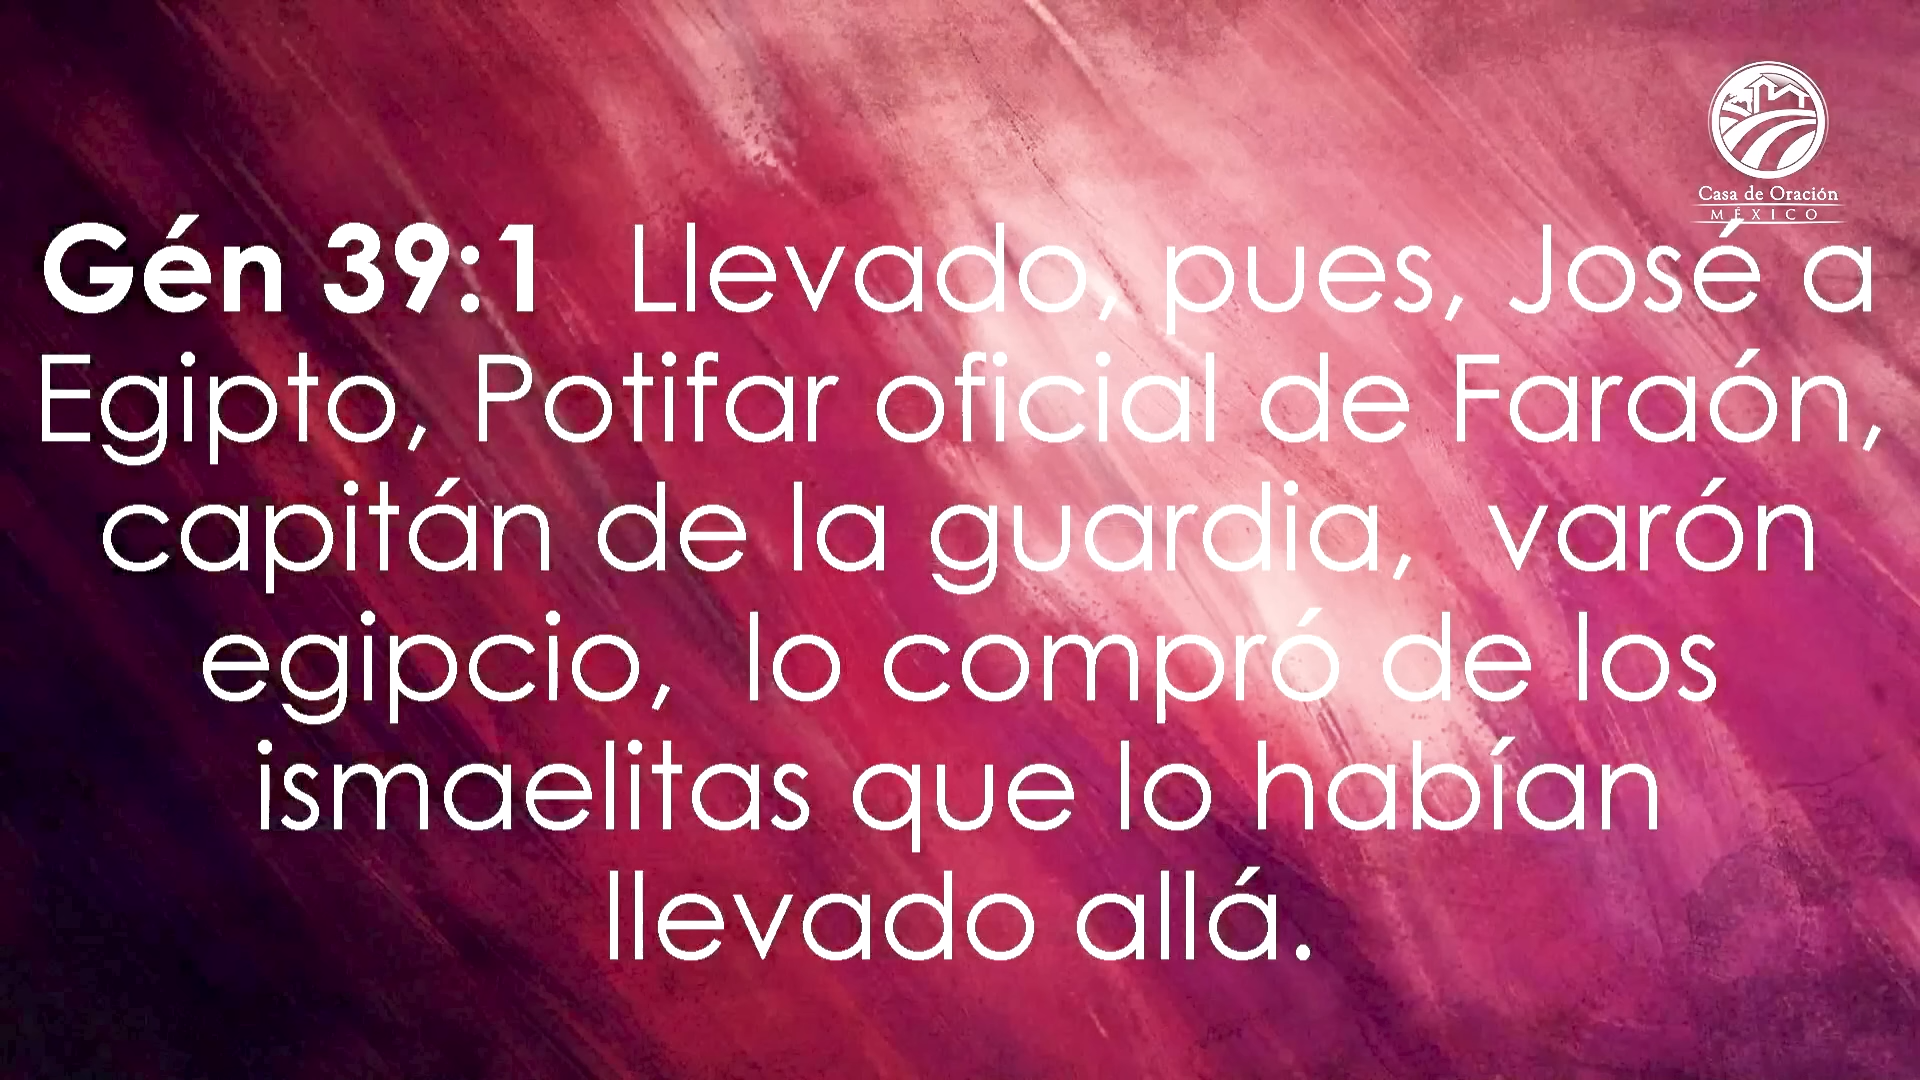 Casa de Oración
MÉXICO
Gén 39:1 Llevado, pues, José a
Egipto, Potifar oficial de Faraón,
capitán de la guardia, varón
egipcio, lo compró de los
ismaelitas que lo habían
llevado allá.